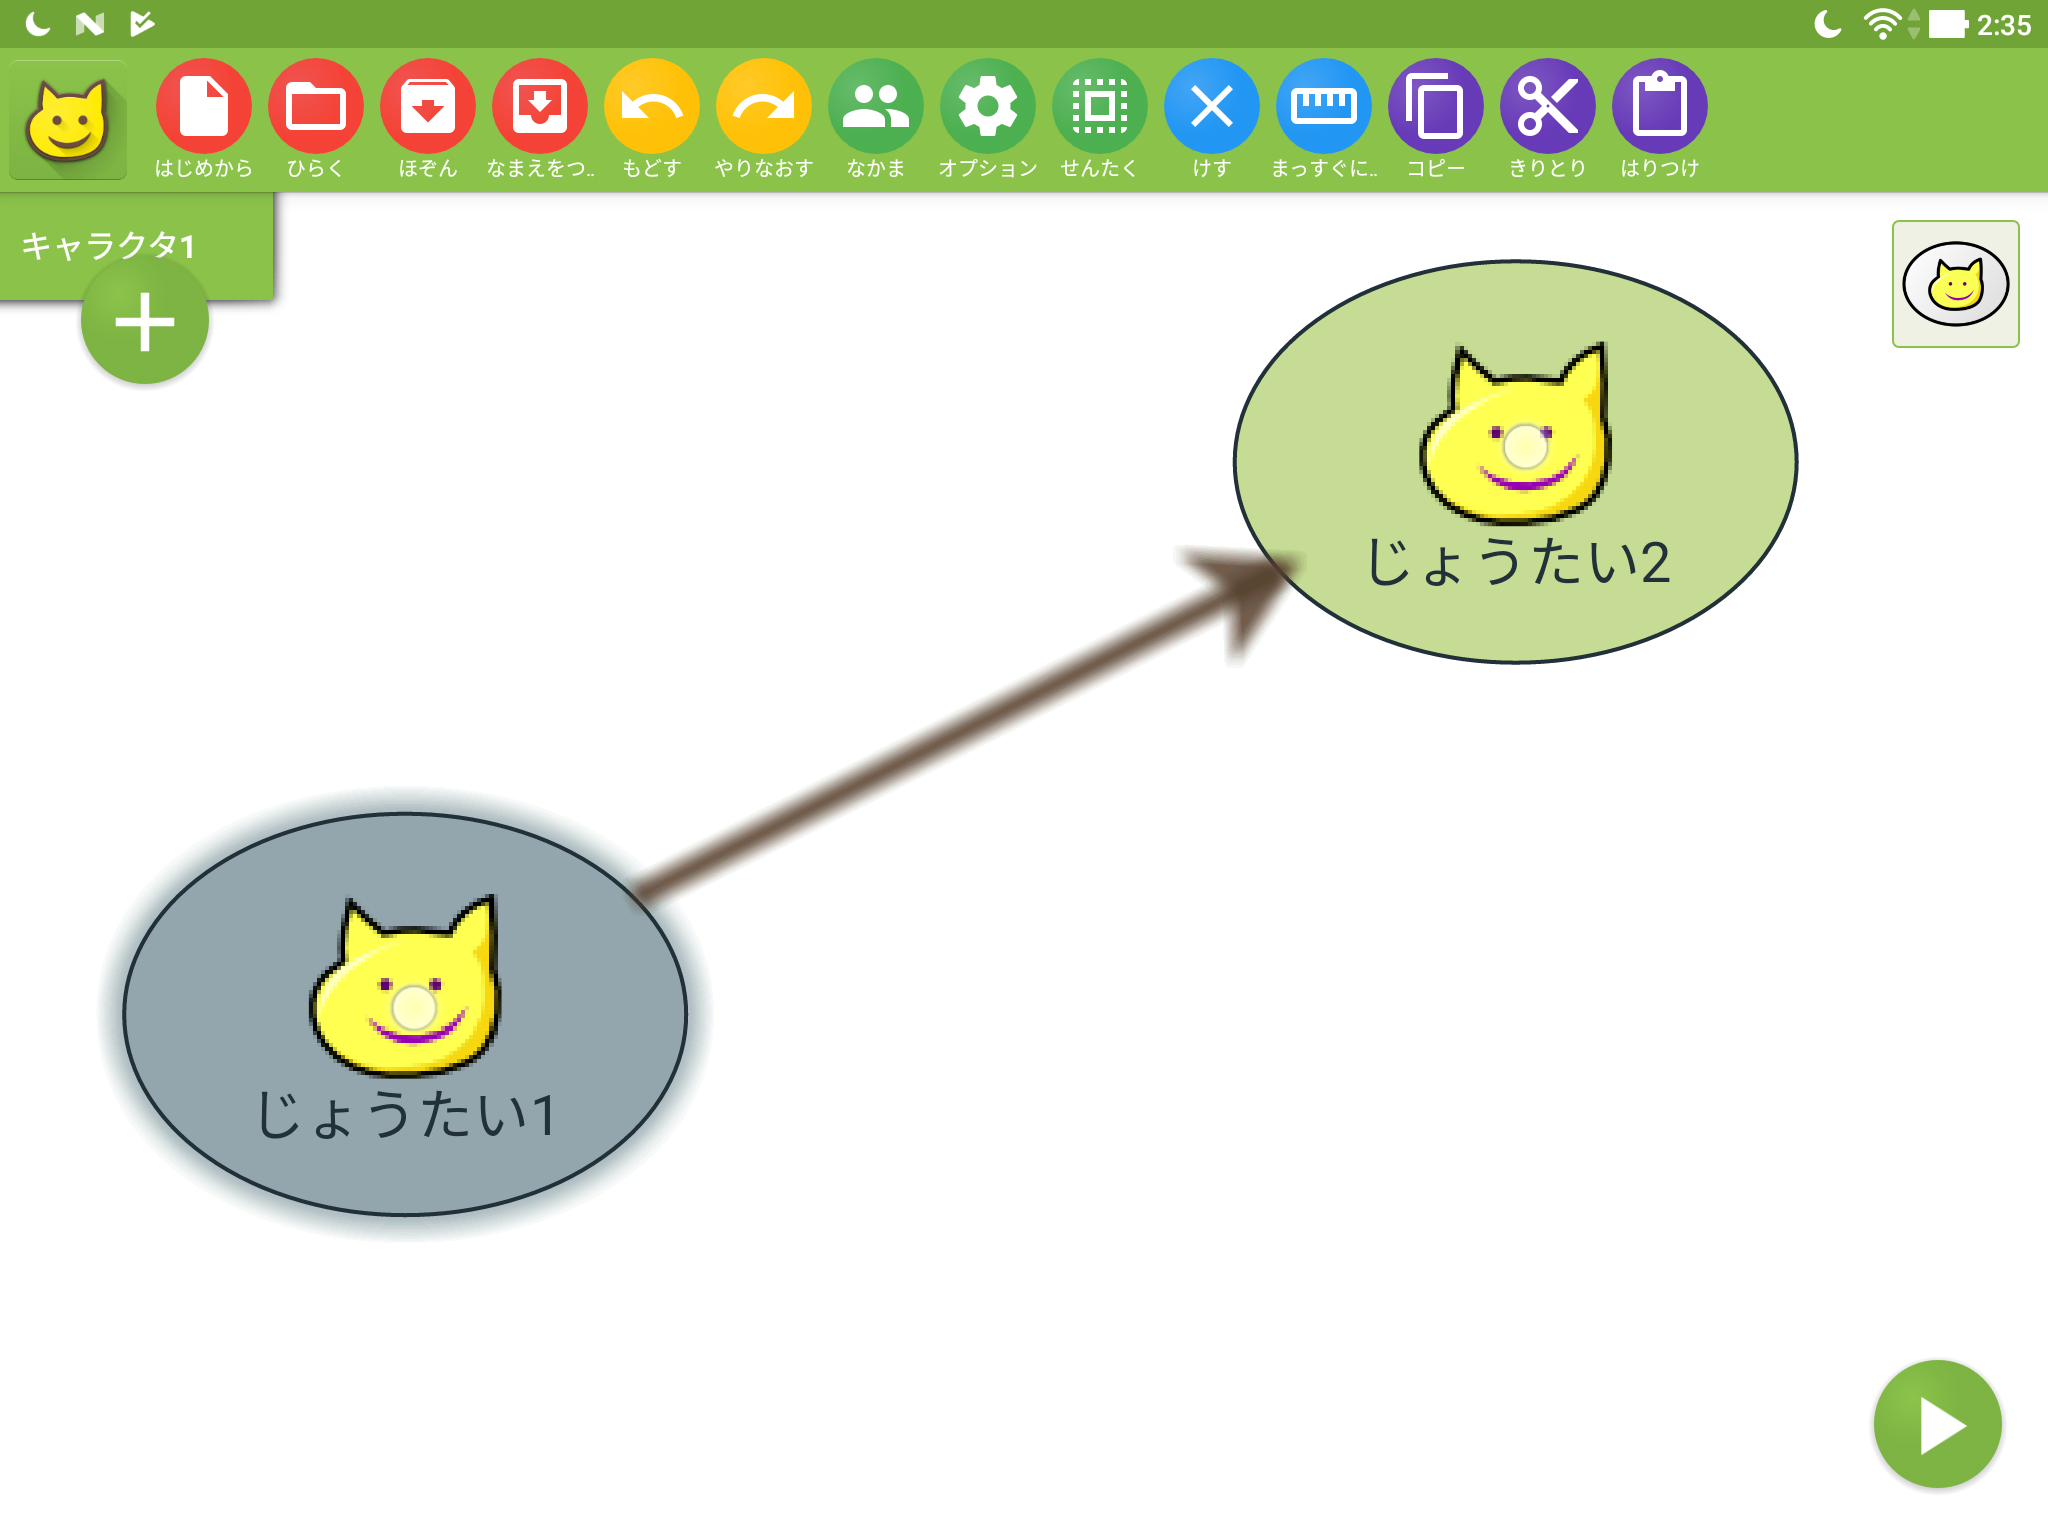 2:35
はじめから ひらく ほぞん なまえをつ.. もどす やりなおす なかま オプション せんたく けす まっすぐに.. コピー きりとり はりつけ
キャラクタ1
じょうたい2
じょうたい1